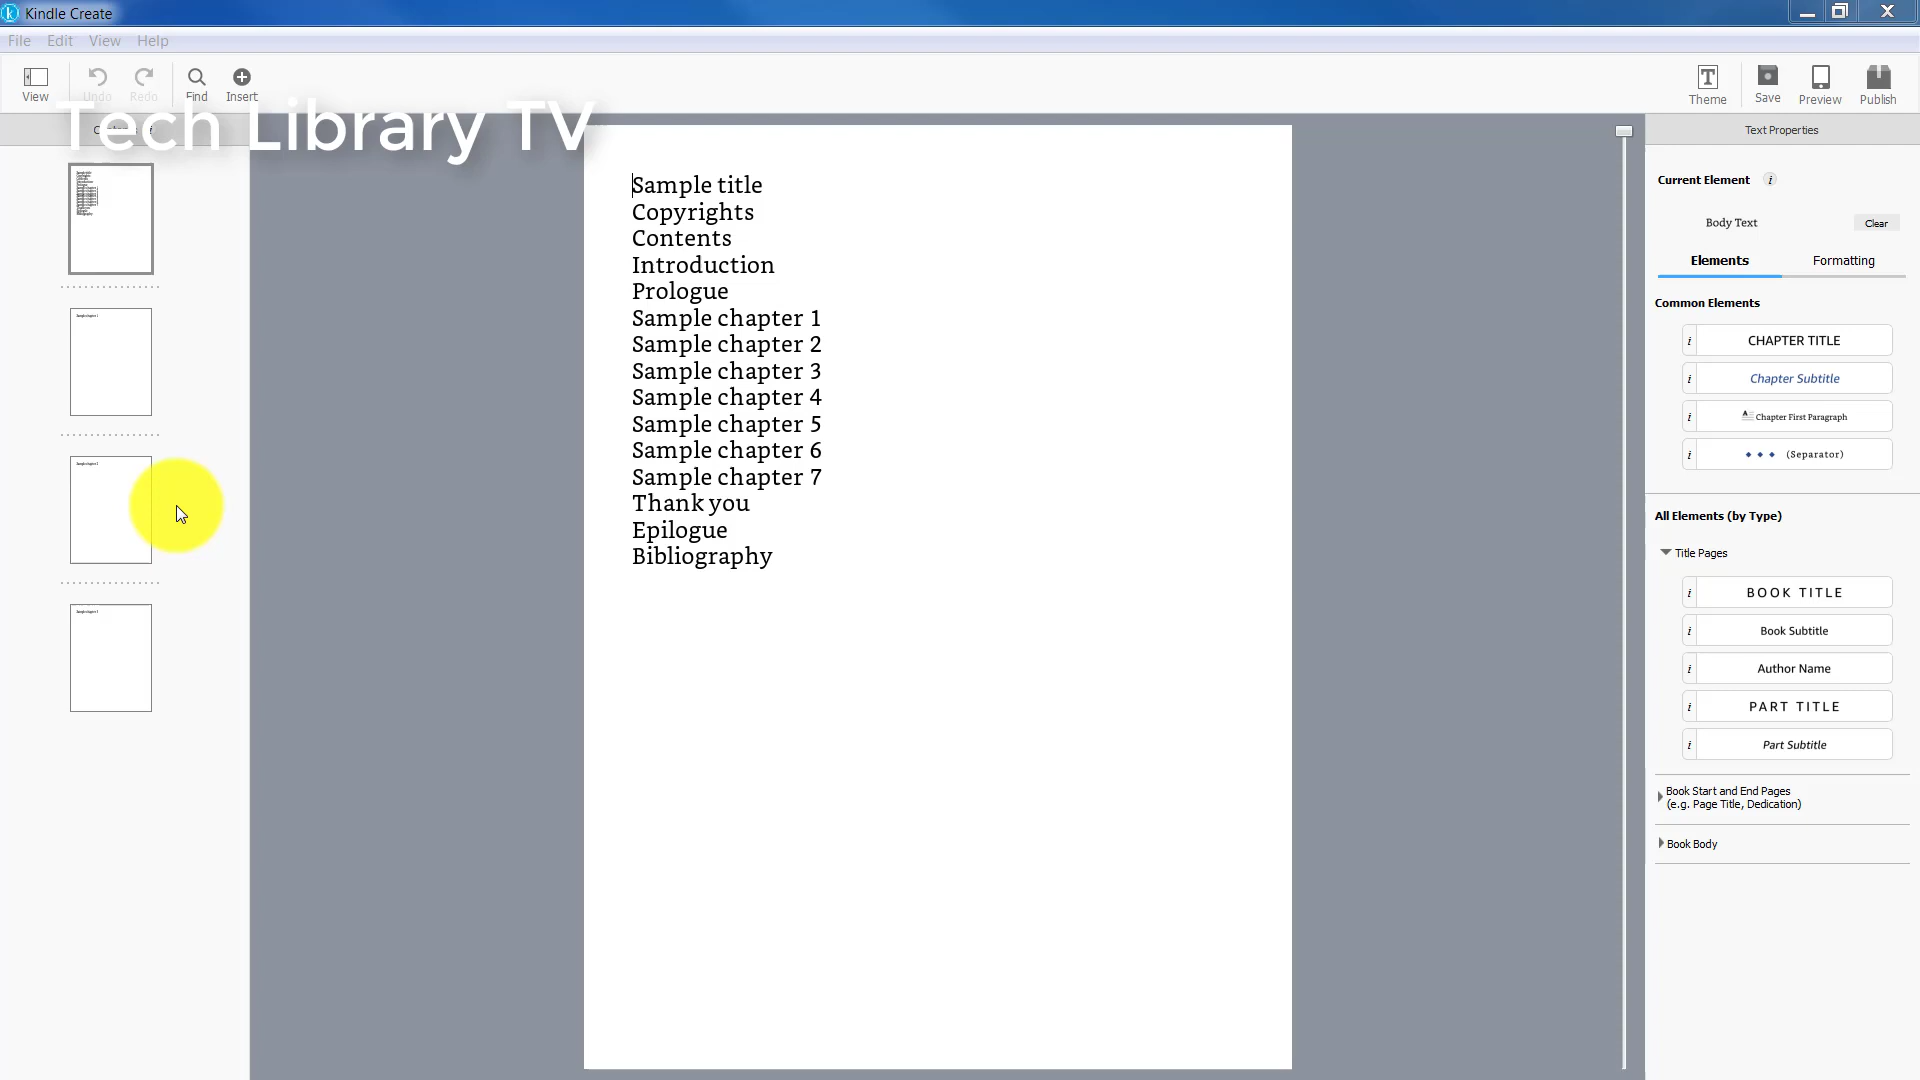 Kindle Create
File Edit View Help
View Undo Redo Find Insert
Theme Save Preview Publish
Tech Library TV
Text Properties
Sample title
Copyrights
Contents
Introduction
Prologue
Sample chapter 1
Sample chapter 2
Sample chapter 3
Sample chapter 4
Sample chapter 5
Sample chapter 6
Sample chapter 7
Thank you
Epilogue
Bibliography
Current Element i
Body Text Clear
Elements Formatting
Common Elements
i CHAPTER TITLE
i Chapter Subtitle
i Chapter First Paragraph
i (Separator)
All Elements (by Type)
Title Pages
i BOOK TITLE
i Book Subtitle
i Author Name
i PART TITLE
i Part Subtitle
Book Start and End Pages
(e.g. Page Title, Dedication)
Book Body